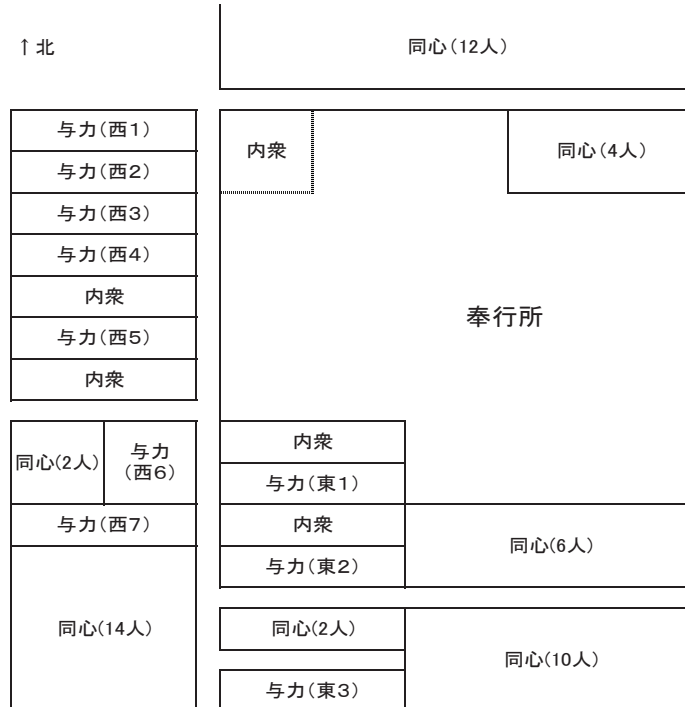 ↑北
同心(12人)
与力(西1)
与力(西2)
与力(西3)
与力(西4)
内衆
与力(西5)
内衆
内衆
同心(4人)
奉行所
同心(2人)
与力
(西6)
与力(西7)
同心(14人)
内衆
与力(東1)
内衆
与力(東2)
同心(6人)
同心(2人)
与力(東3)
同心(10人)